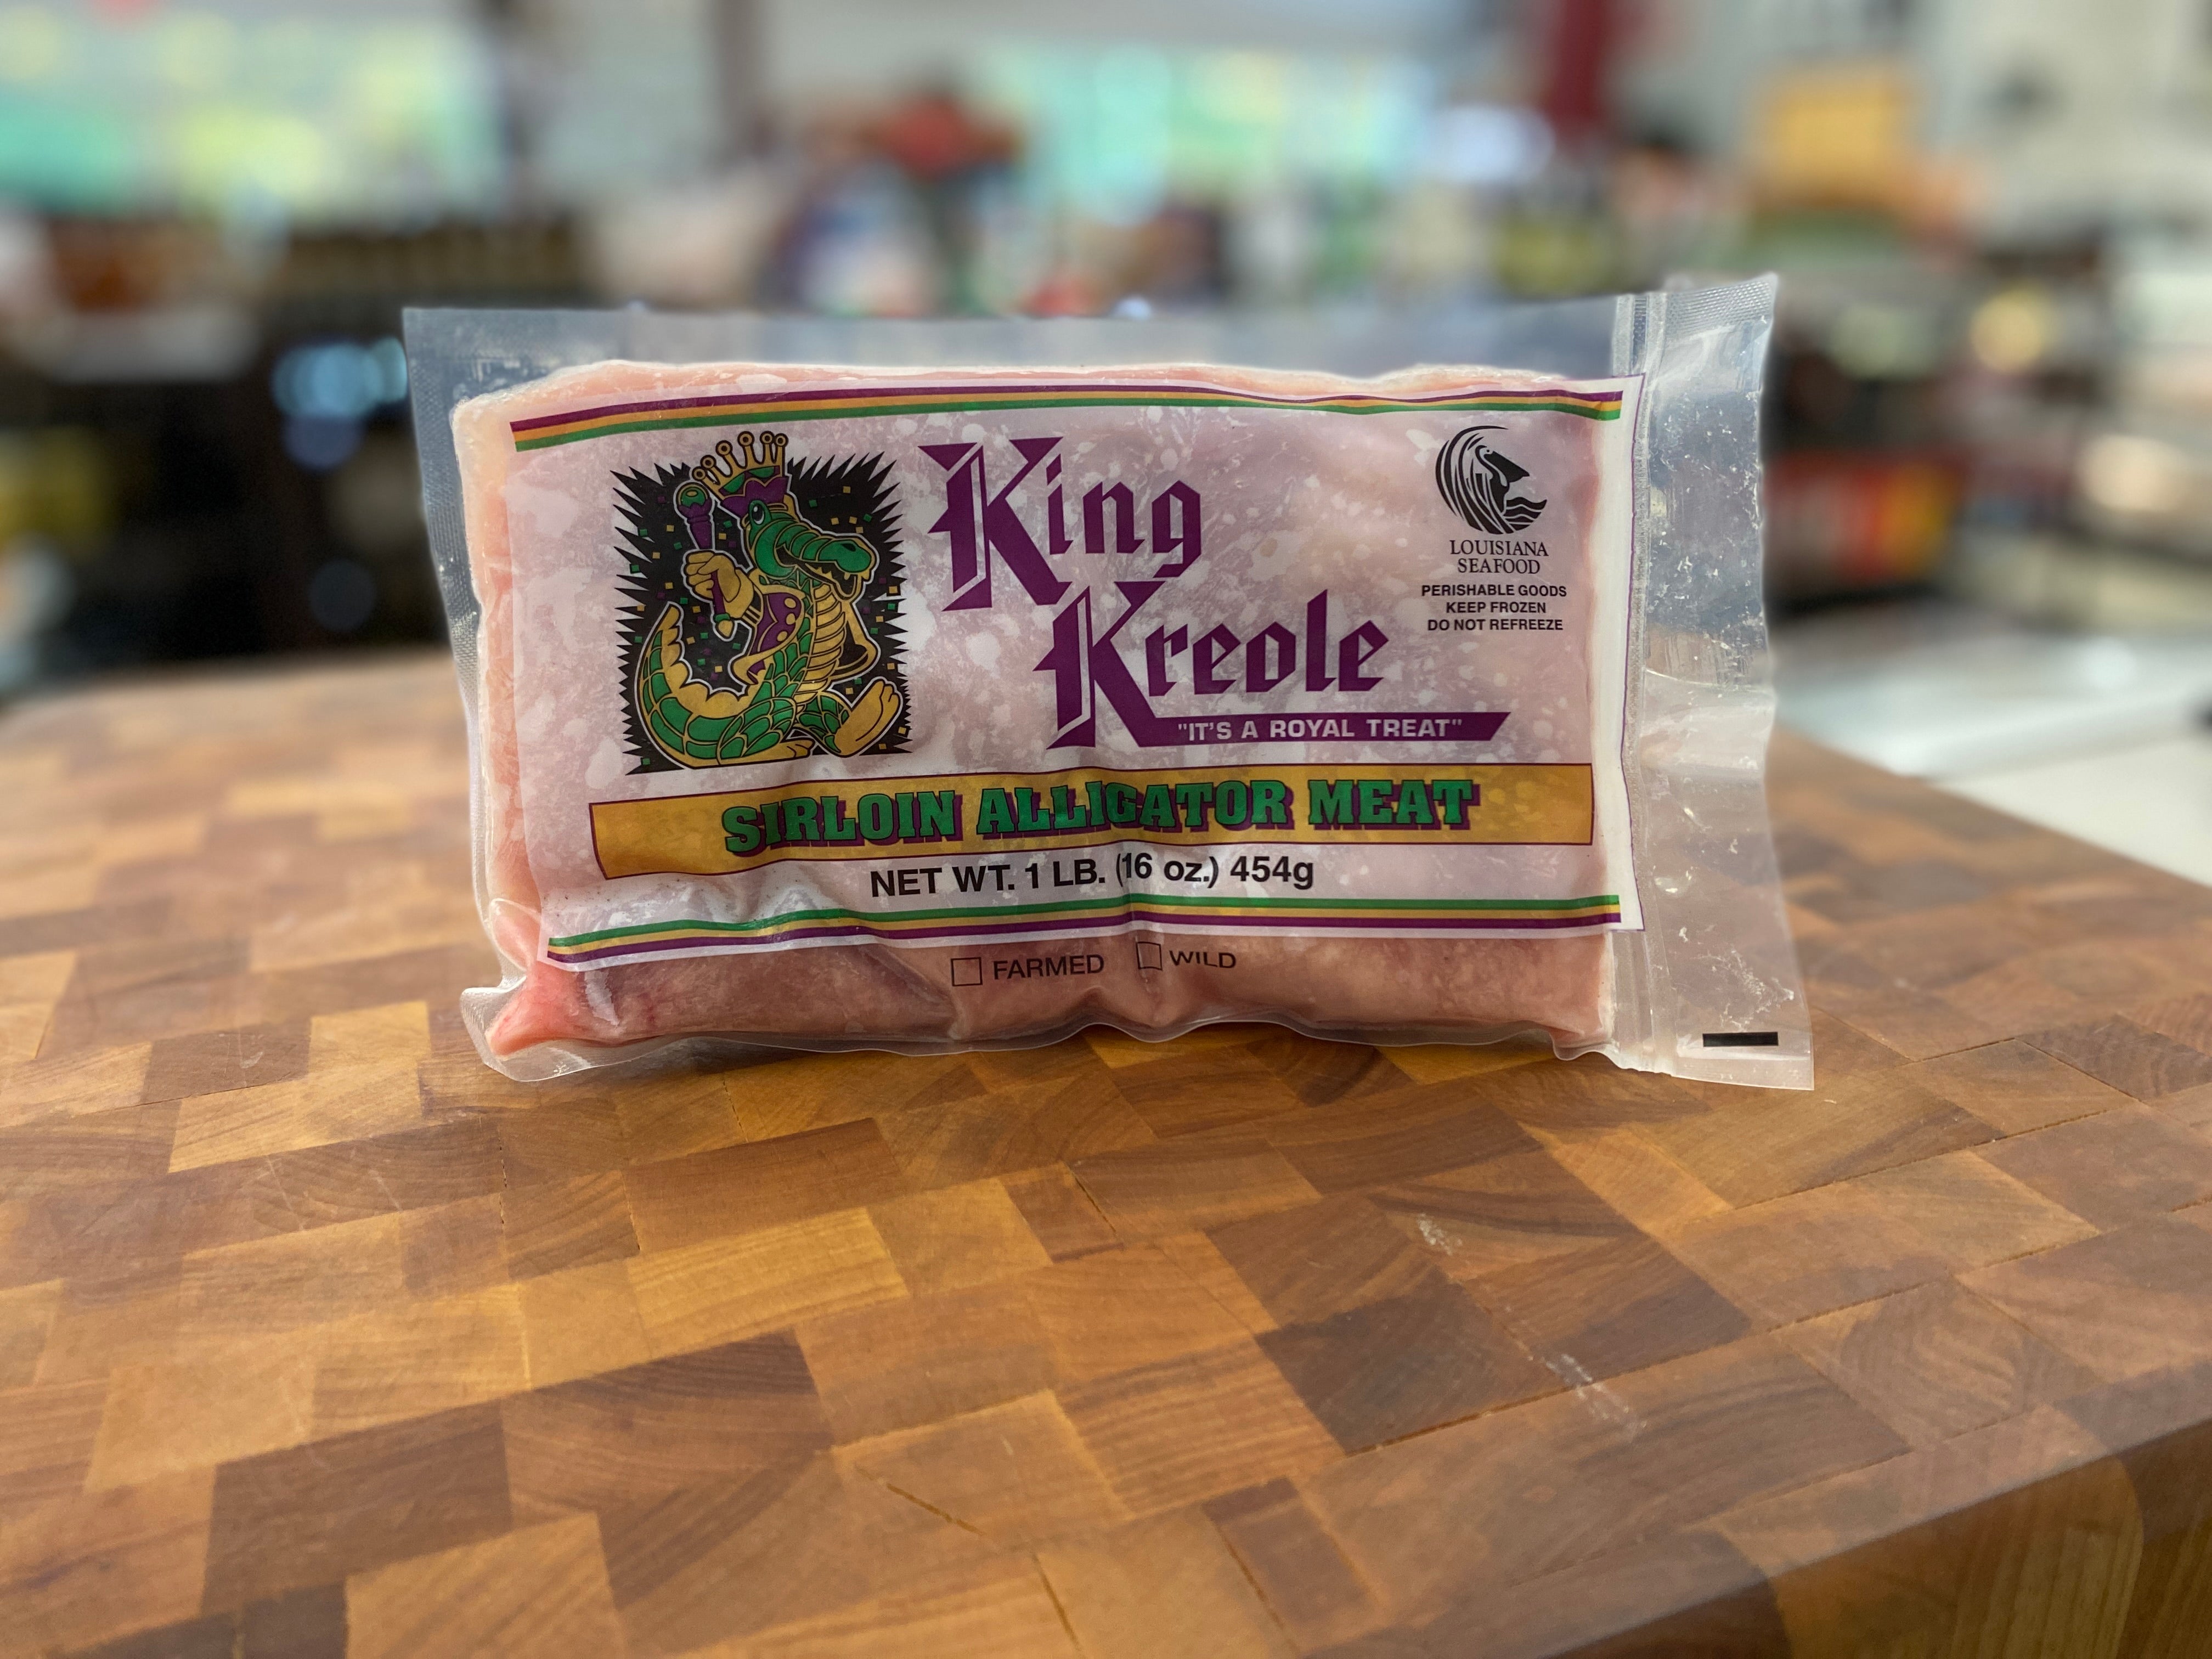 King
Kreole
"IT'S A ROYAL TREAT"
LOUISIANA
SEAFOOD
PERISHABLE GOODS
KEEP FROZEN
DO NOT REFREEZE
SIRLOIN ALLIGATOR MEAT
NET WT. 1 LB. (16 oz.) 454g
FARMED WILD